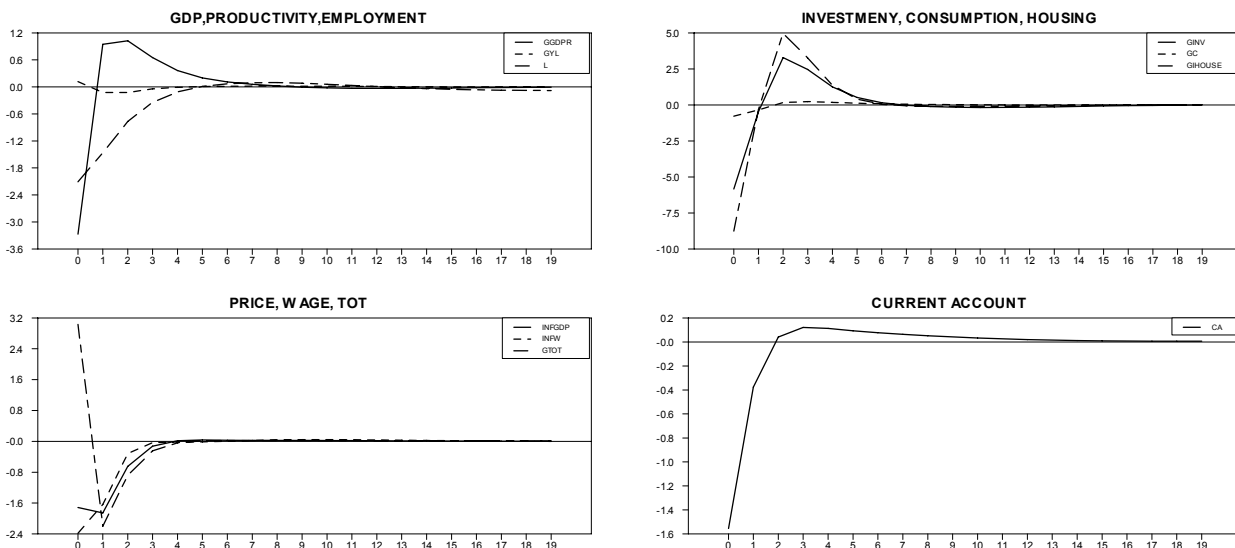 GDP,PRODUCTIVITY,EMPLOYMENT
1.2
0.6
0.0
-0.6
-1.2
-1.8
-2.4
-3.0
-3.6
GGDPR
GYL
L
0 1 2 3 4 5 6 7 8 9 10 11 12 13 14 15 16 17 18 19
INVESTMENY, CONSUMPTION, HOUSING
5.0
2.5
0.0
-2.5
-5.0
-7.5
-10.0
GINV
GC
GIHOUSE
0 1 2 3 4 5 6 7 8 9 10 11 12 13 14 15 16 17 18 19
PRICE, WAGE, TOT
3.2
2.4
1.6
0.8
-0.0
-0.8
-1.6
-2.4
INFGDP
INFW
GTOT
0 1 2 3 4 5 6 7 8 9 10 11 12 13 14 15 16 17 18 19
CURRENT ACCOUNT
0.2
-0.0
-0.2
-0.4
-0.6
-0.8
-1.0
-1.2
-1.4
-1.6
CA
0 1 2 3 4 5 6 7 8 9 10 11 12 13 14 15 16 17 18 19